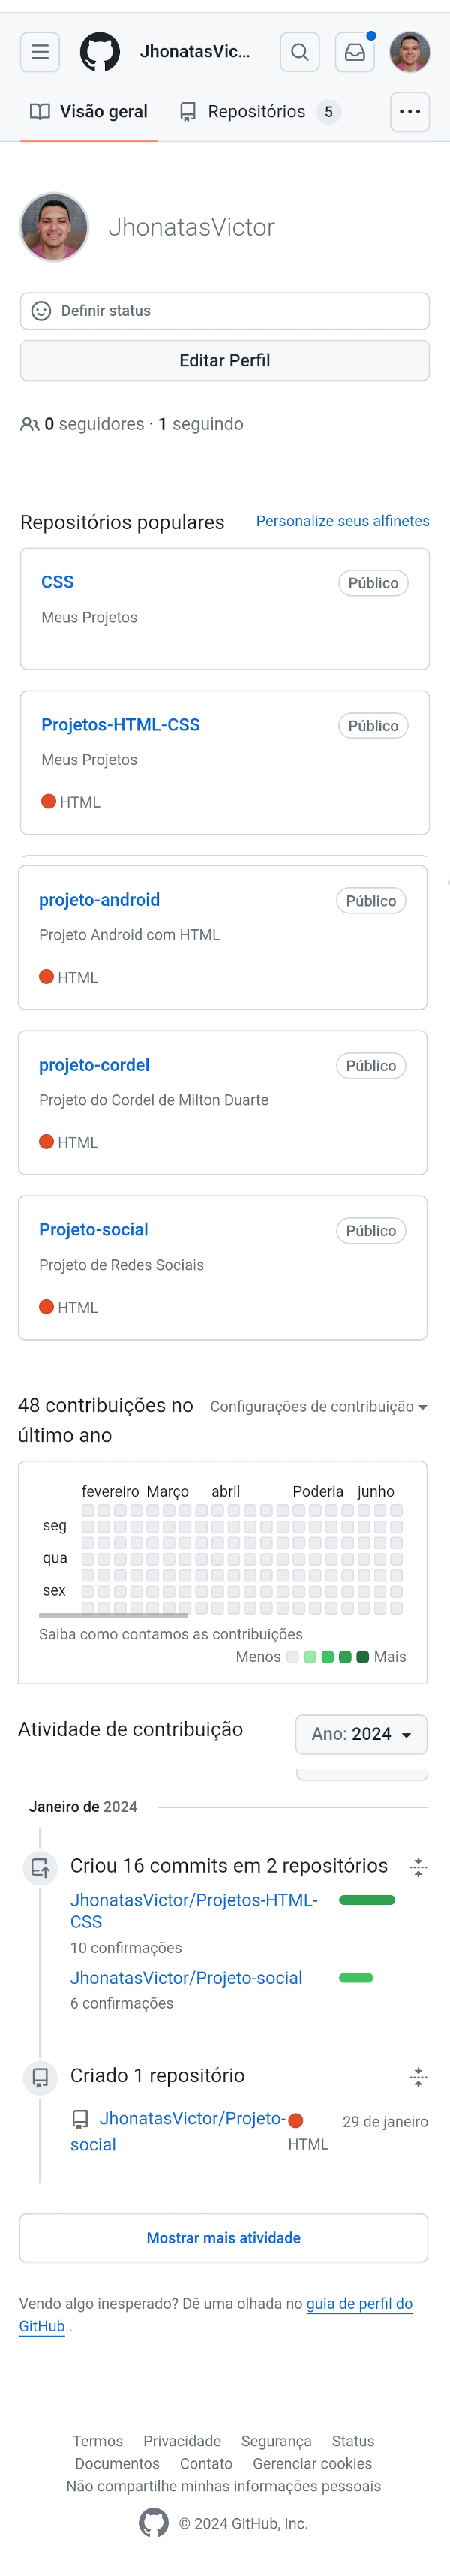 JhonatasVic...
Visão geral
Repositórios 5
JhonatasVictor
Definir status
Editar Perfil
0 seguidores · 1 seguindo
Repositórios populares
Personalize seus alfinetes
CSS
Público
Meus Projetos
Projetos-HTML-CSS
Público
Meus Projetos
HTML
projeto-android
Público
Projeto Android com HTML
HTML
projeto-cordel
Público
Projeto do Cordel de Milton Duarte
HTML
Projeto-social
Público
Projeto de Redes Sociais
HTML
48 contribuições no
último ano
Configurações de contribuição
fevereiro Março abril Poderia junho
seg
qua
sex
Saiba como contamos as contribuições
Menos Mais
Atividade de contribuição
Ano: 2024
Janeiro de 2024
Criou 16 commits em 2 repositórios
JhonatasVictor/Projetos-HTML-
CSS
10 confirmações
JhonatasVictor/Projeto-social
6 confirmações
Criado 1 repositório
JhonatasVictor/Projeto-
social
HTML
29 de janeiro
Mostrar mais atividade
Vendo algo inesperado? Dê uma olhada no guia de perfil do
GitHub .
Termos Privacidade Segurança Status
Documentos Contato Gerenciar cookies
Não compartilhe minhas informações pessoais
© 2024 GitHub, Inc.